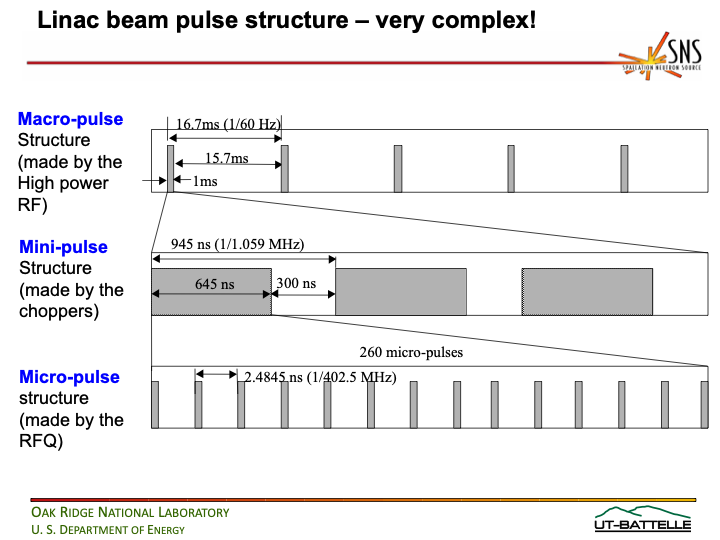 Linac beam pulse structure – very complex!
SNS
SPALLATION NEUTRON SOURCE
Macro-pulse
Structure
(made by the
High power
RF)
16.7ms (1/60 Hz)
15.7ms
1ms
Mini-pulse
Structure
(made by the
choppers)
945 ns (1/1.059 MHz)
645 ns
300 ns
260 micro-pulses
Micro-pulse
structure
(made by the
RFQ)
2.4845 ns (1/402.5 MHz)
OAK RIDGE NATIONAL LABORATORY
U. S. DEPARTMENT OF ENERGY
UT-BATTELLE